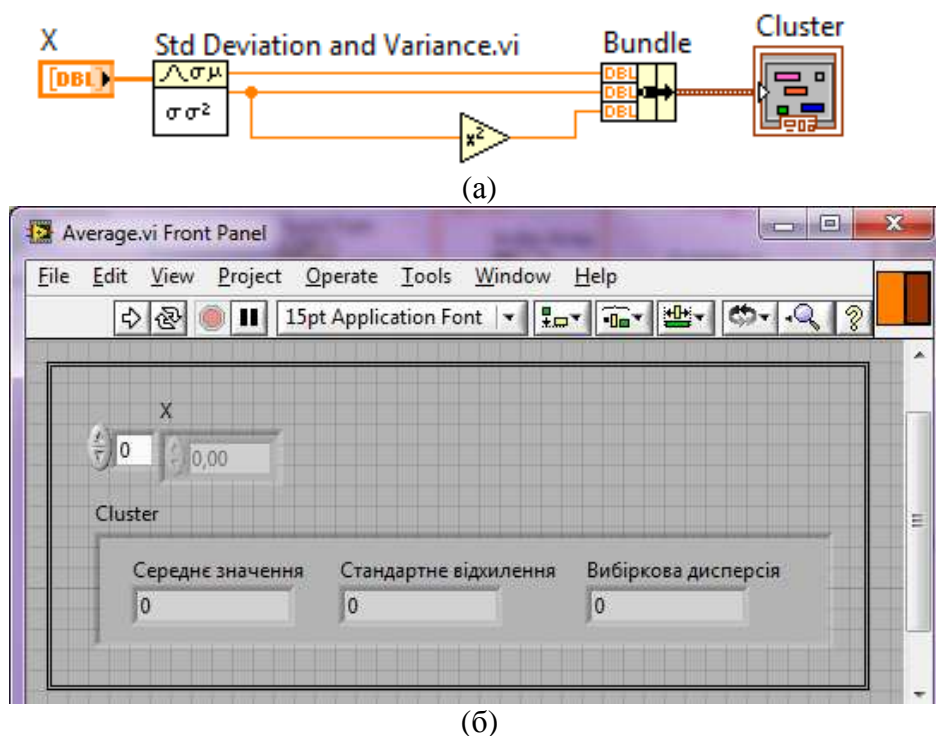 X Std Deviation and Variance.vi Bundle Cluster
[DBL]
σμ
σ σ²
x²
DBL
DBL
DBL
(а)
Average.vi Front Panel
File Edit View Project Operate Tools Window Help
15pt Application Font
X
0 0,00
Cluster
Середнє значення Стандартне відхилення Вибіркова дисперсія
0 0 0
(б)